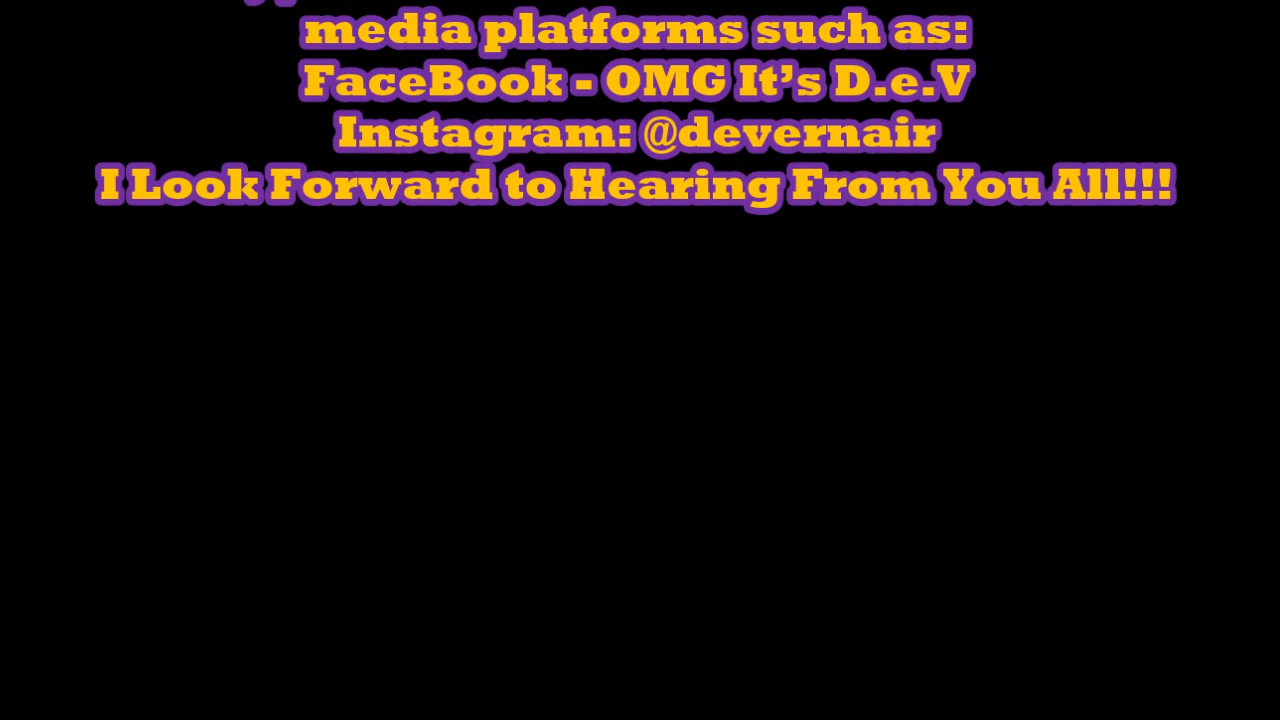 media platforms such as:
FaceBook - OMG It’s D.e.V
Instagram: @devernair
I Look Forward to Hearing From You All!!!